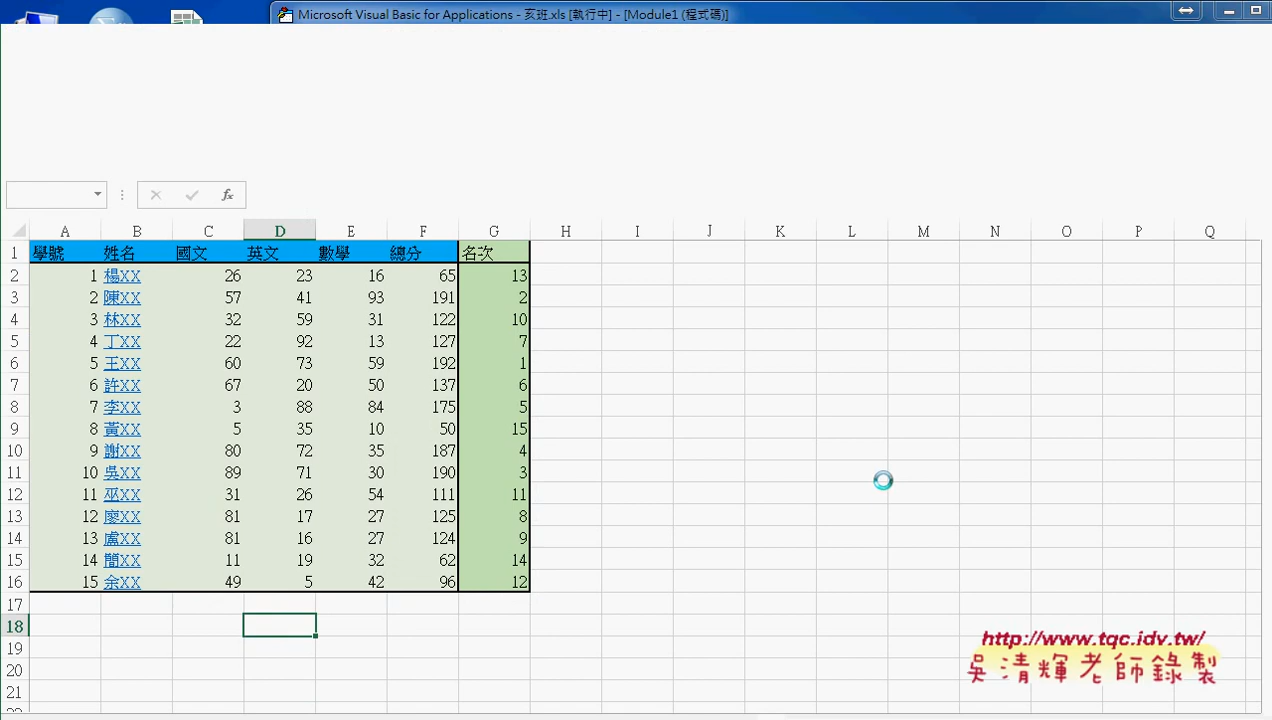 Microsoft Visual Basic for Applications - 亥班.xls [執行中] - [Module1 (程式碼)]
fx
A B C D E F G H I J K L M N O P Q
1 學號 姓名 國文 英文 數學 總分 名次
2 1 楊XX 26 23 16 65 13
3 2 陳XX 57 41 93 191 2
4 3 林XX 32 59 31 122 10
5 4 丁XX 22 92 13 127 7
6 5 王XX 60 73 59 192 1
7 6 許XX 67 20 50 137 6
8 7 李XX 3 88 84 175 5
9 8 黃XX 5 35 10 50 15
10 9 謝XX 80 72 35 187 4
11 10 吳XX 89 71 30 190 3
12 11 巫XX 31 26 54 111 11
13 12 廖XX 81 17 27 125 8
14 13 盧XX 81 16 27 124 9
15 14 簡XX 11 19 32 62 14
16 15 余XX 49 5 42 96 12
17
18
19
20
21
http://www.tqc.idv.tw/
吳清輝老師錄製